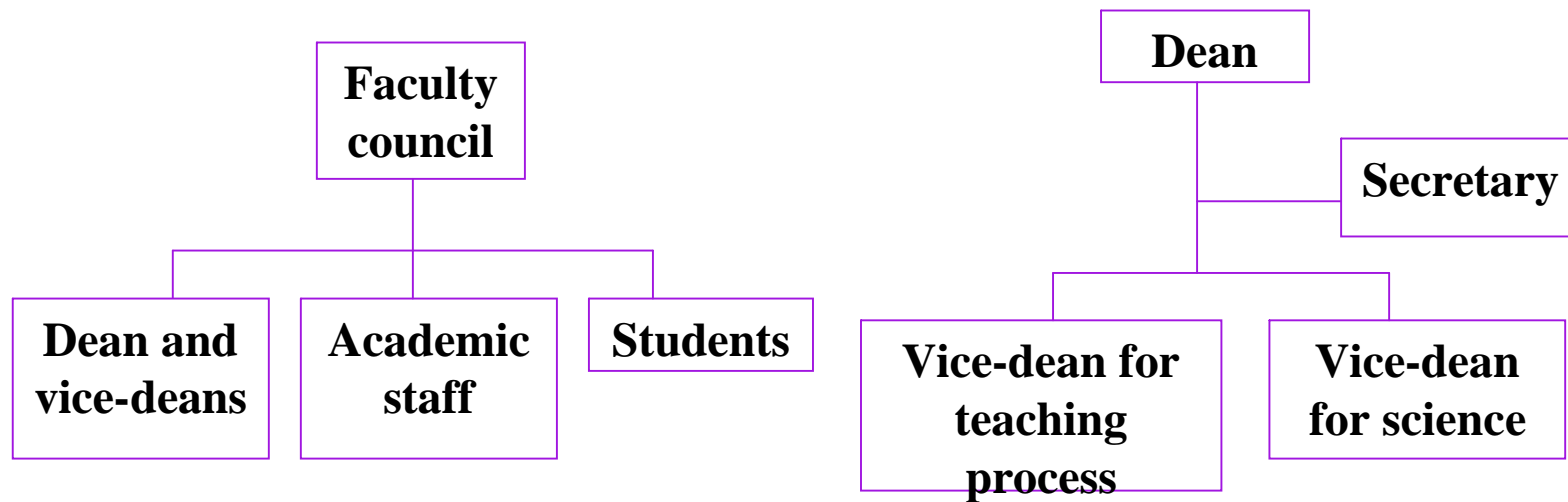 Faculty
council
Dean and
vice-deans
Academic
staff
Students
Dean
Secretary
Vice-dean for
teaching
process
Vice-dean
for science